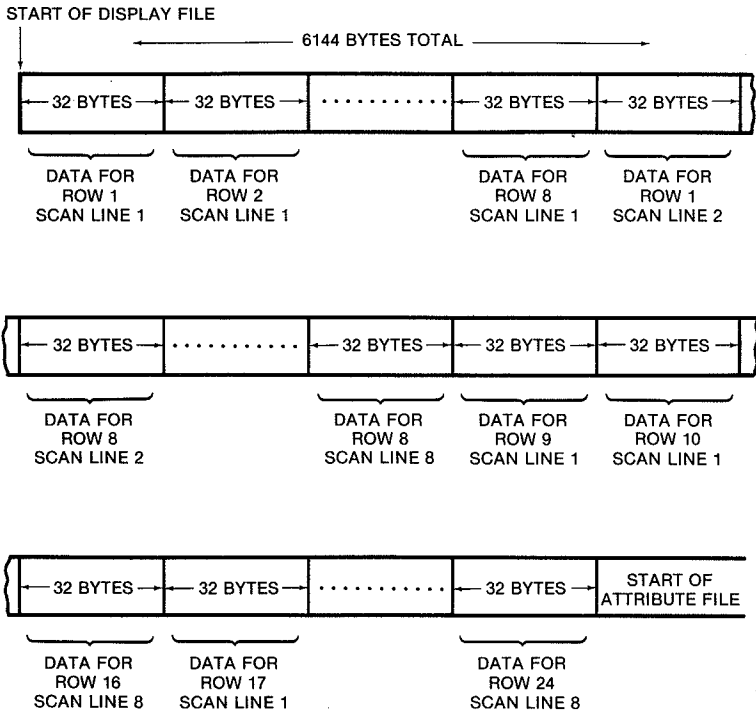 START OF DISPLAY FILE
6144 BYTES TOTAL
32 BYTES 32 BYTES .......... 32 BYTES 32 BYTES
DATA FOR DATA FOR DATA FOR DATA FOR
ROW 1 ROW 2 ROW 8 ROW 1
SCAN LINE 1 SCAN LINE 1 SCAN LINE 1 SCAN LINE 2
32 BYTES .......... 32 BYTES 32 BYTES 32 BYTES
DATA FOR DATA FOR DATA FOR DATA FOR
ROW 8 ROW 8 ROW 9 ROW 10
SCAN LINE 2 SCAN LINE 8 SCAN LINE 1 SCAN LINE 1
32 BYTES 32 BYTES .......... 32 BYTES START OF
ATTRIBUTE FILE
DATA FOR DATA FOR DATA FOR
ROW 16 ROW 17 ROW 24
SCAN LINE 8 SCAN LINE 1 SCAN LINE 8